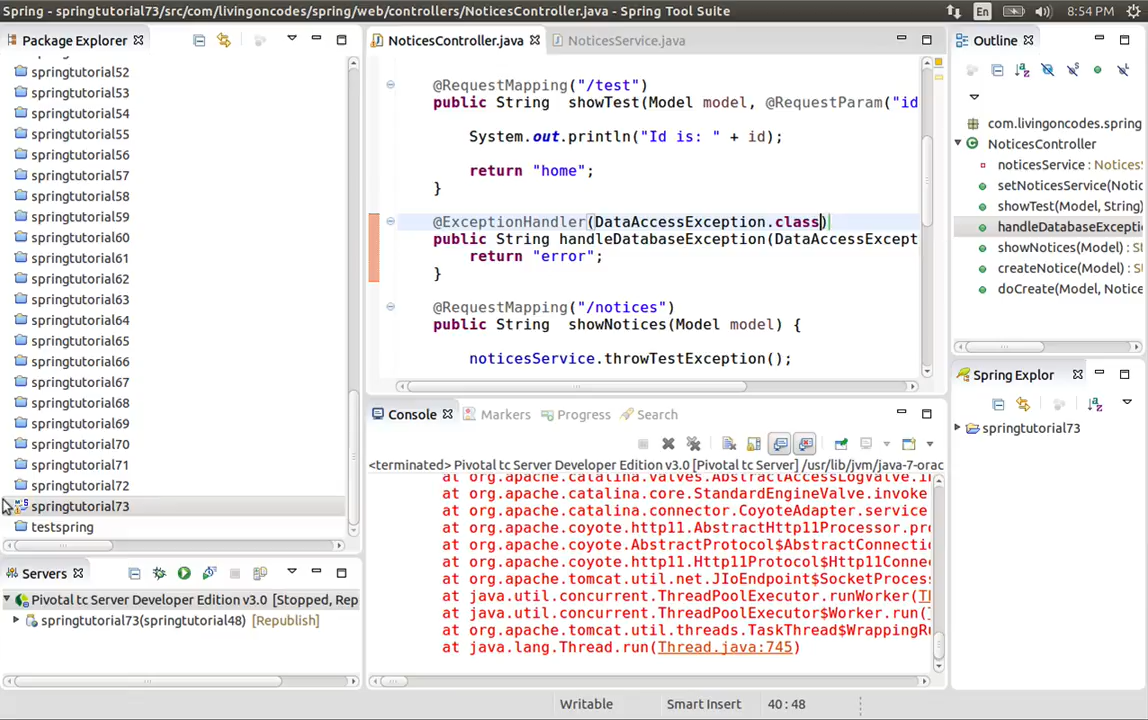 springtutorial73/src/com/livingoncodes/spring/web/controllers/NoticesController.java - Spring Tool Suite
En
8:54 PM
Package Explorer
springtutorial52
springtutorial53
springtutorial54
springtutorial55
springtutorial56
springtutorial57
springtutorial58
springtutorial59
springtutorial60
springtutorial61
springtutorial62
springtutorial63
springtutorial64
springtutorial65
springtutorial66
springtutorial67
springtutorial68
springtutorial69
springtutorial70
springtutorial71
springtutorial72
springtutorial73
testspring
Servers
Pivotal tc Server Developer Edition v3.0 [Stopped, Rep
springtutorial73(springtutorial48) [Republish]
NoticesController.java
NoticesService.java
@RequestMapping("/test")
public String showTest(Model model, @RequestParam("id
System.out.println("Id is: " + id);
return "home";
}
@ExceptionHandler(DataAccessException.class)
public String handleDatabaseException(DataAccessExcept
return "error";
}
@RequestMapping("/notices")
public String showNotices(Model model) {
noticesService.throwTestException();
Console
Markers
Progress
Search
<terminated> Pivotal tc Server Developer Edition v3.0 [Pivotal tc Server] /usr/lib/jvm/java-7-orac
at org.apache.catalina.valves.AbstractAccessLogValve.in
at org.apache.catalina.core.StandardEngineValve.invoke
at org.apache.catalina.connector.CoyoteAdapter.service
at org.apache.coyote.http11.AbstractHttp11Processor.pro
at org.apache.coyote.AbstractProtocol$AbstractConnectio
at org.apache.coyote.http11.Http11Protocol$Http11Conne
at org.apache.tomcat.util.net.JIoEndpoint$SocketProces
at java.util.concurrent.ThreadPoolExecutor.runWorker(Th
at java.util.concurrent.ThreadPoolExecutor$Worker.run(
at org.apache.tomcat.util.threads.TaskThread$WrappingRu
at java.lang.Thread.run(Thread.java:745)
Outline
com.livingoncodes.spring
NoticesController
noticesService : Notices
setNoticesService(Notic
showTest(Model, String)
handleDatabaseExcepti
showNotices(Model) : S
createNotice(Model) : S
doCreate(Model, Notice
Spring Explor
springtutorial73
Writable
Smart Insert
40 : 48